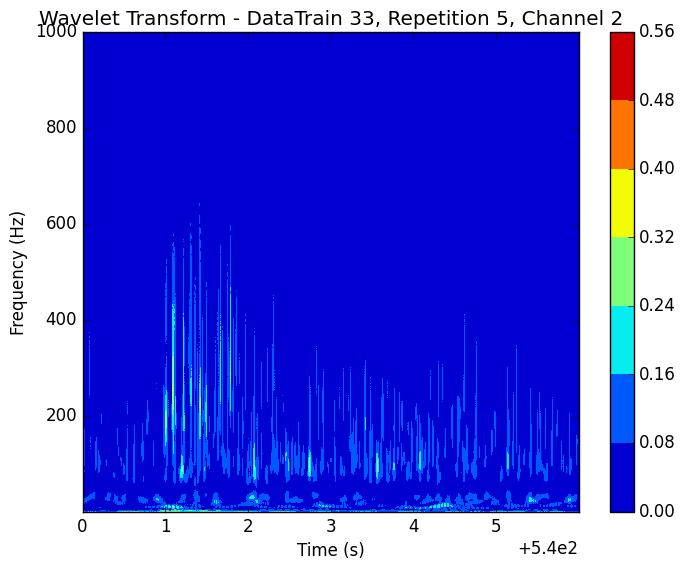 Wavelet Transform - DataTrain 33, Repetition 5, Channel 2
1000
800
600
400
200
Frequency (Hz)
0 1 2 3 4 5
Time (s)
+5.4e2
0.56
0.48
0.40
0.32
0.24
0.16
0.08
0.00